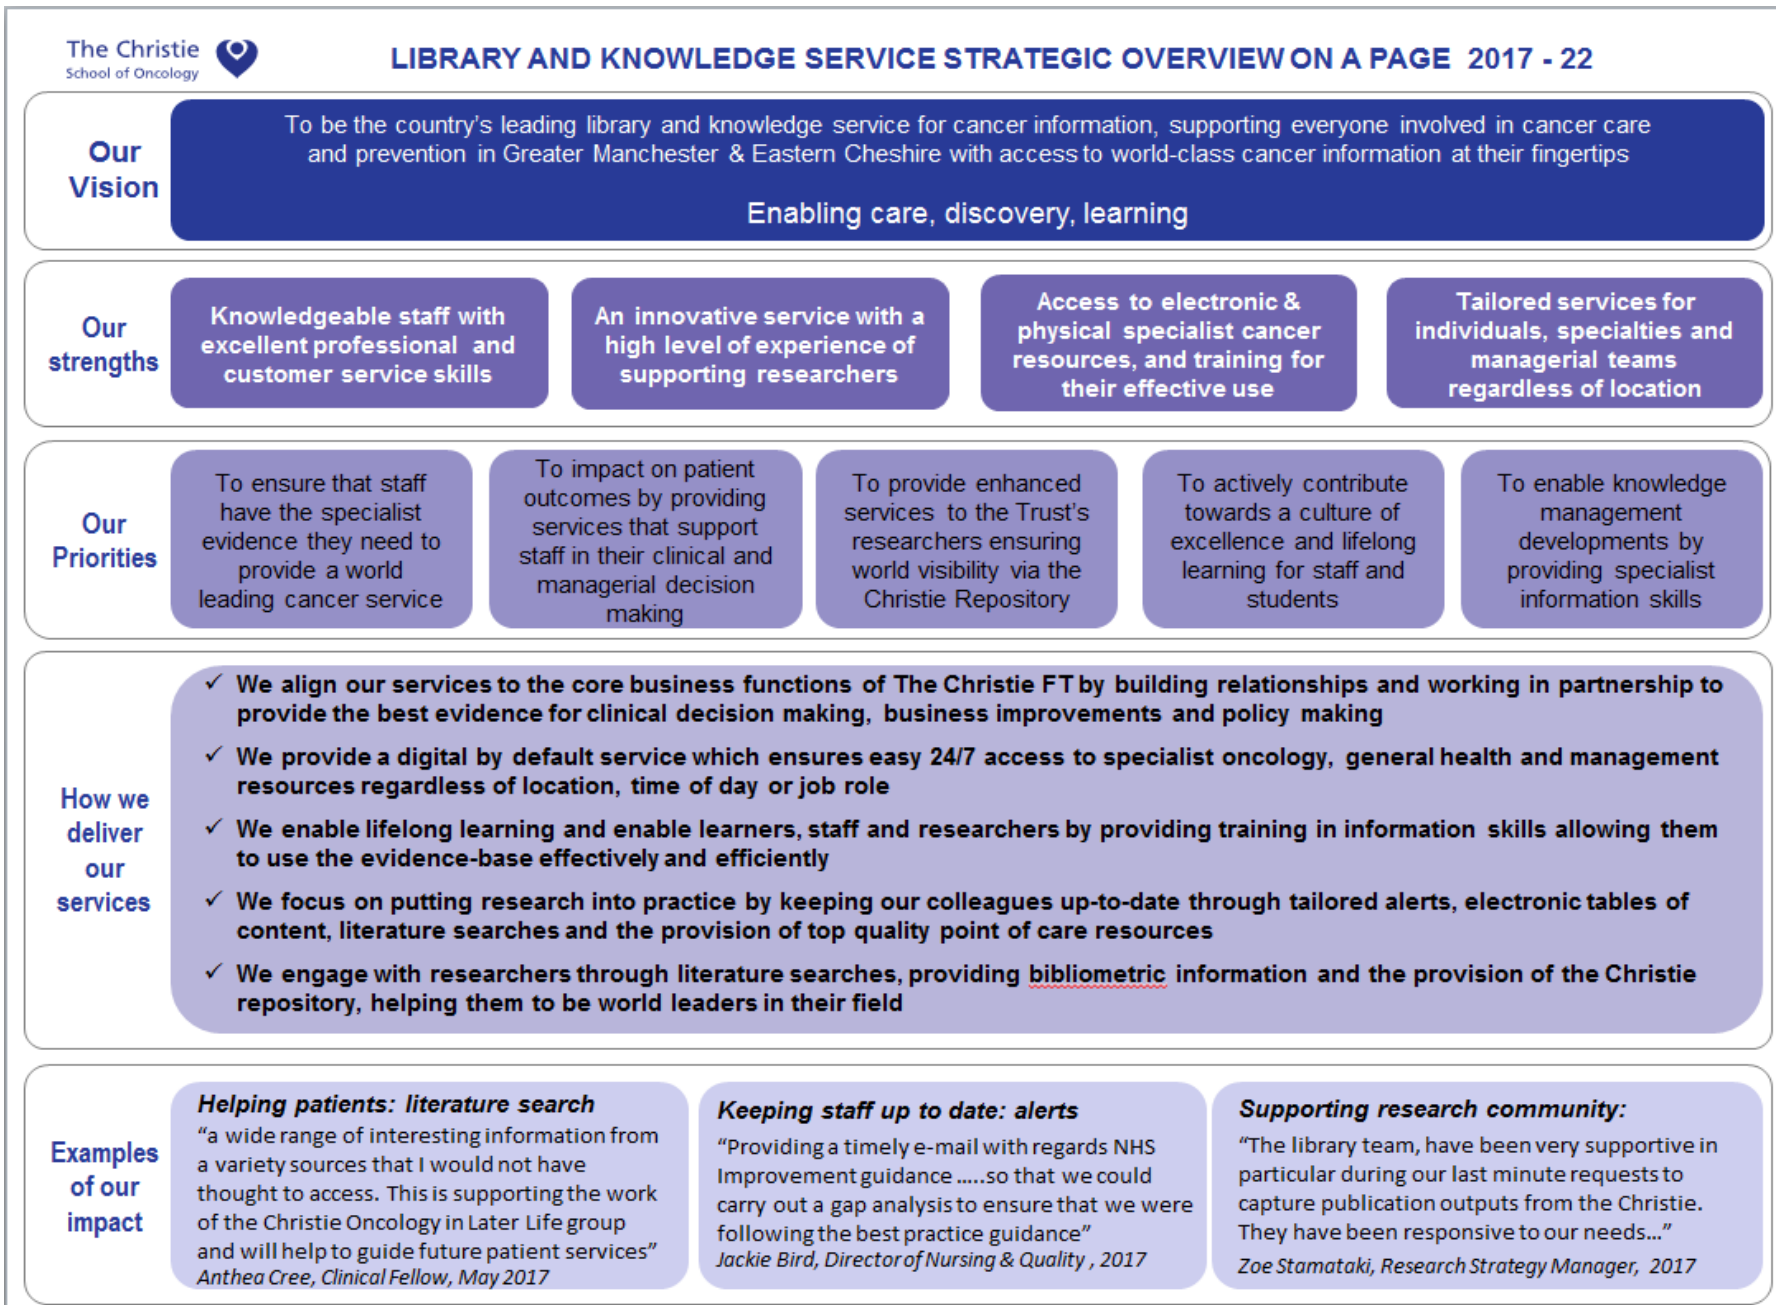 The Christie
School of Oncology
LIBRARY AND KNOWLEDGE SERVICE STRATEGIC OVERVIEW ON A PAGE 2017 - 22
Our
Vision
To be the country's leading library and knowledge service for cancer information, supporting everyone involved in cancer care
and prevention in Greater Manchester & Eastern Cheshire with access to world-class cancer information at their fingertips
Enabling care, discovery, learning
Our
strengths
Knowledgeable staff with
excellent professional and
customer service skills
An innovative service with a
high level of experience of
supporting researchers
Access to electronic &
physical specialist cancer
resources, and training for
their effective use
Tailored services for
individuals, specialties and
managerial teams
regardless of location
Our
Priorities
To ensure that staff
have the specialist
evidence they need to
provide a world
leading cancer service
To impact on patient
outcomes by providing
services that support
staff in their clinical and
managerial decision
making
To provide enhanced
services to the Trust's
researchers ensuring
world visibility via the
Christie Repository
To actively contribute
towards a culture of
excellence and lifelong
learning for staff and
students
To enable knowledge
management
developments by
providing specialist
information skills
How we
deliver
our
services
✓ We align our services to the core business functions of The Christie FT by building relationships and working in partnership to
provide the best evidence for clinical decision making, business improvements and policy making
✓ We provide a digital by default service which ensures easy 24/7 access to specialist oncology, general health and management
resources regardless of location, time of day or job role
✓ We enable lifelong learning and enable learners, staff and researchers by providing training in information skills allowing them
to use the evidence-base effectively and efficiently
✓ We focus on putting research into practice by keeping our colleagues up-to-date through tailored alerts, electronic tables of
content, literature searches and the provision of top quality point of care resources
✓ We engage with researchers through literature searches, providing bibliometric information and the provision of the Christie
repository, helping them to be world leaders in their field
Examples
of our
impact
Helping patients: literature search
"a wide range of interesting information from
a variety sources that I would not have
thought to access. This is supporting the work
of the Christie Oncology in Later Life group
and will help to guide future patient services"
Anthea Cree, Clinical Fellow, May 2017
Keeping staff up to date: alerts
"Providing a timely e-mail with regards NHS
Improvement guidance .....so that we could
carry out a gap analysis to ensure that we were
following the best practice guidance"
Jackie Bird, Director of Nursing & Quality , 2017
Supporting research community:
"The library team, have been very supportive in
particular during our last minute requests to
capture publication outputs from the Christie.
They have been responsive to our needs..."
Zoe Stamataki, Research Strategy Manager, 2017